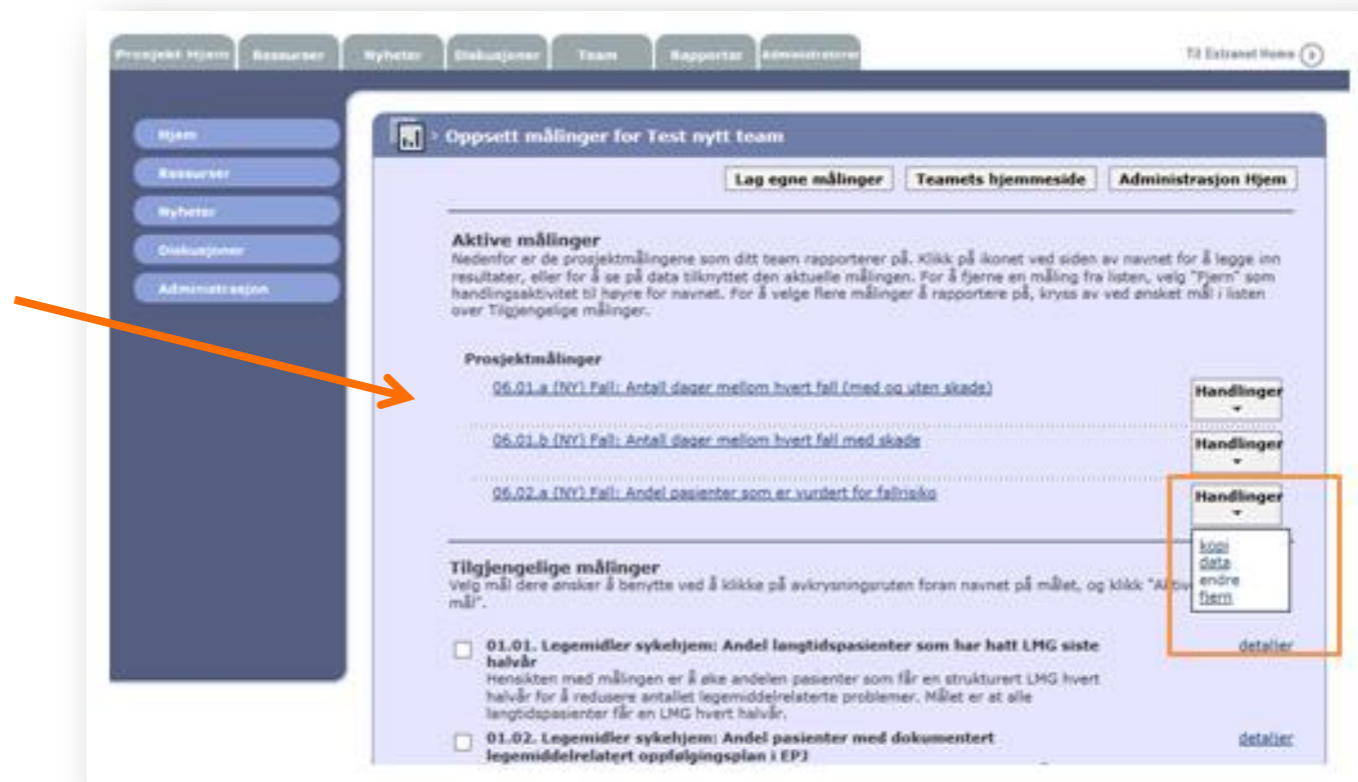 Prosjekt Hjem Ressurser Nyheter Diskusjoner Team Rapporter Administratorer Til Extranet Home
Hjem
Ressurser
Nyheter
Diskusjoner
Administrasjon
> Oppsett målinger for Test nytt team
Lag egne målinger Teamets hjemmeside Administrasjon Hjem
Aktive målinger
Nedenfor er de prosjektmålingene som ditt team rapporterer på. Klikk på ikonet ved siden av navnet for å legge inn
resultater, eller for å se på data tilknyttet den aktuelle målingen. For å fjerne en måling fra listen, velg "Fjern" som
handlingsaktivitet til høyre for navnet. For å velge flere målinger å rapportere på, kryss av ved ønsket mål i listen
over Tilgjengelige målinger.
Prosjektmålinger
06.01.a (NY) Fall: Antall dager mellom hvert fall (med og uten skade) Handlinger
06.01.b (NY) Fall: Antall dager mellom hvert fall med skade Handlinger
06.02.a (NY) Fall: Andel pasienter som er vurdert for fallrisiko Handlinger
kopi
data
endre
fjern
Tilgjengelige målinger
Velg mål dere ønsker å benytte ved å klikke på avkrysningsruten foran navnet på målet, og klikk
mål".
01.01. Legemidler sykehjem: Andel langtidspasienter som har hatt LMG siste detaljer
halvår
Hensikten med målingen er å øke andelen pasienter som får en strukturert LMG hvert
halvår for å redusere antallet legemiddelrelaterte problemer. Målet er at alle
langtidspasienter får en LMG hvert halvår.
01.02. Legemidler sykehjem: Andel pasienter med dokumentert detaljer
legemiddelrelatert oppfølgingsplan i EPJ